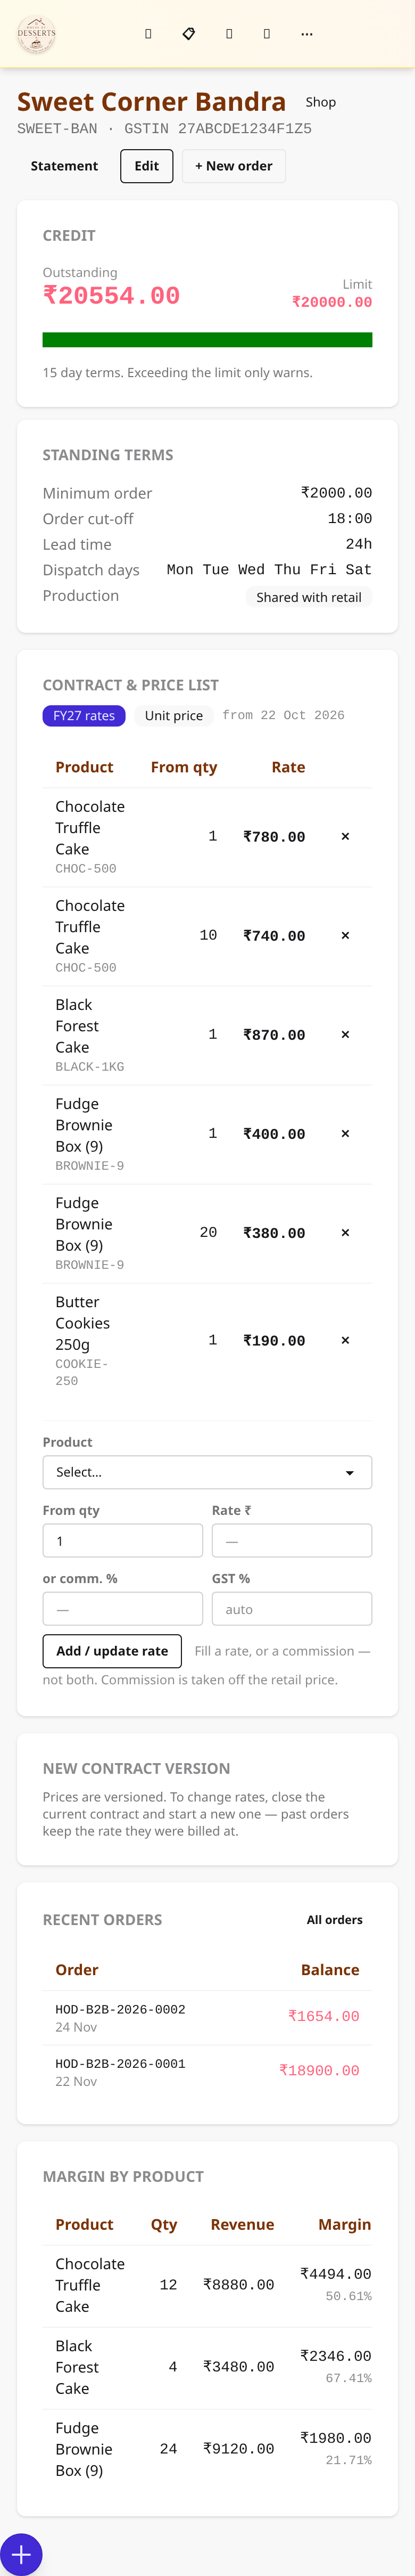 DESSERTS
Sweet Corner Bandra Shop
SWEET-BAN · GSTIN 27ABCDE1234F1Z5
Statement Edit + New order
CREDIT
Outstanding
₹20554.00
Limit
₹20000.00
15 day terms. Exceeding the limit only warns.
STANDING TERMS
Minimum order ₹2000.00
Order cut-off 18:00
Lead time 24h
Dispatch days Mon Tue Wed Thu Fri Sat
Production Shared with retail
CONTRACT & PRICE LIST
FY27 rates Unit price from 22 Oct 2026
Product From qty Rate
Chocolate
Truffle
Cake
CHOC-500
1 ₹780.00 ×
Chocolate
Truffle
Cake
CHOC-500
10 ₹740.00 ×
Black
Forest
Cake
BLACK-1KG
1 ₹870.00 ×
Fudge
Brownie
Box (9)
BROWNIE-9
1 ₹400.00 ×
Fudge
Brownie
Box (9)
BROWNIE-9
20 ₹380.00 ×
Butter
Cookies
250g
COOKIE-
250
1 ₹190.00 ×
Product
Select...
From qty Rate ₹
1 —
or comm. % GST %
— auto
Add / update rate Fill a rate, or a commission —
not both. Commission is taken off the retail price.
NEW CONTRACT VERSION
Prices are versioned. To change rates, close the
current contract and start a new one — past orders
keep the rate they were billed at.
RECENT ORDERS All orders
Order Balance
HOD-B2B-2026-0002
24 Nov
₹1654.00
HOD-B2B-2026-0001
22 Nov
₹18900.00
MARGIN BY PRODUCT
Product Qty Revenue Margin
Chocolate
Truffle
Cake
12 ₹8880.00 ₹4494.00
50.61%
Black
Forest
Cake
4 ₹3480.00 ₹2346.00
67.41%
Fudge
Brownie
Box (9)
24 ₹9120.00 ₹1980.00
21.71%